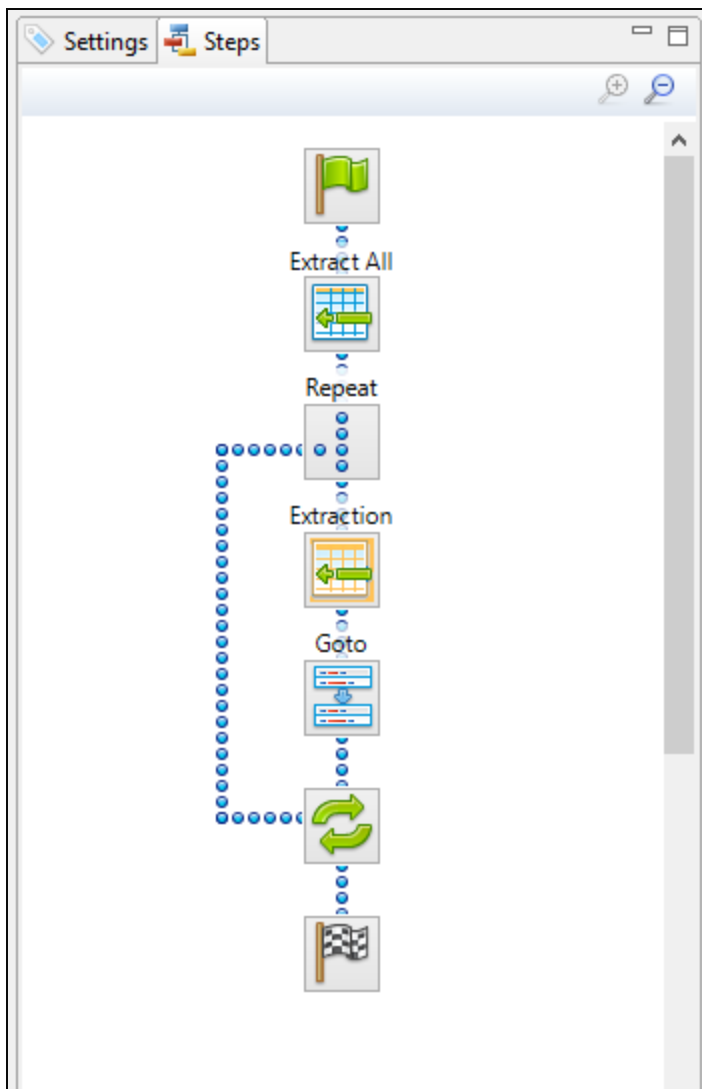 Settings
Steps
Extract All
Repeat
Extraction
Goto